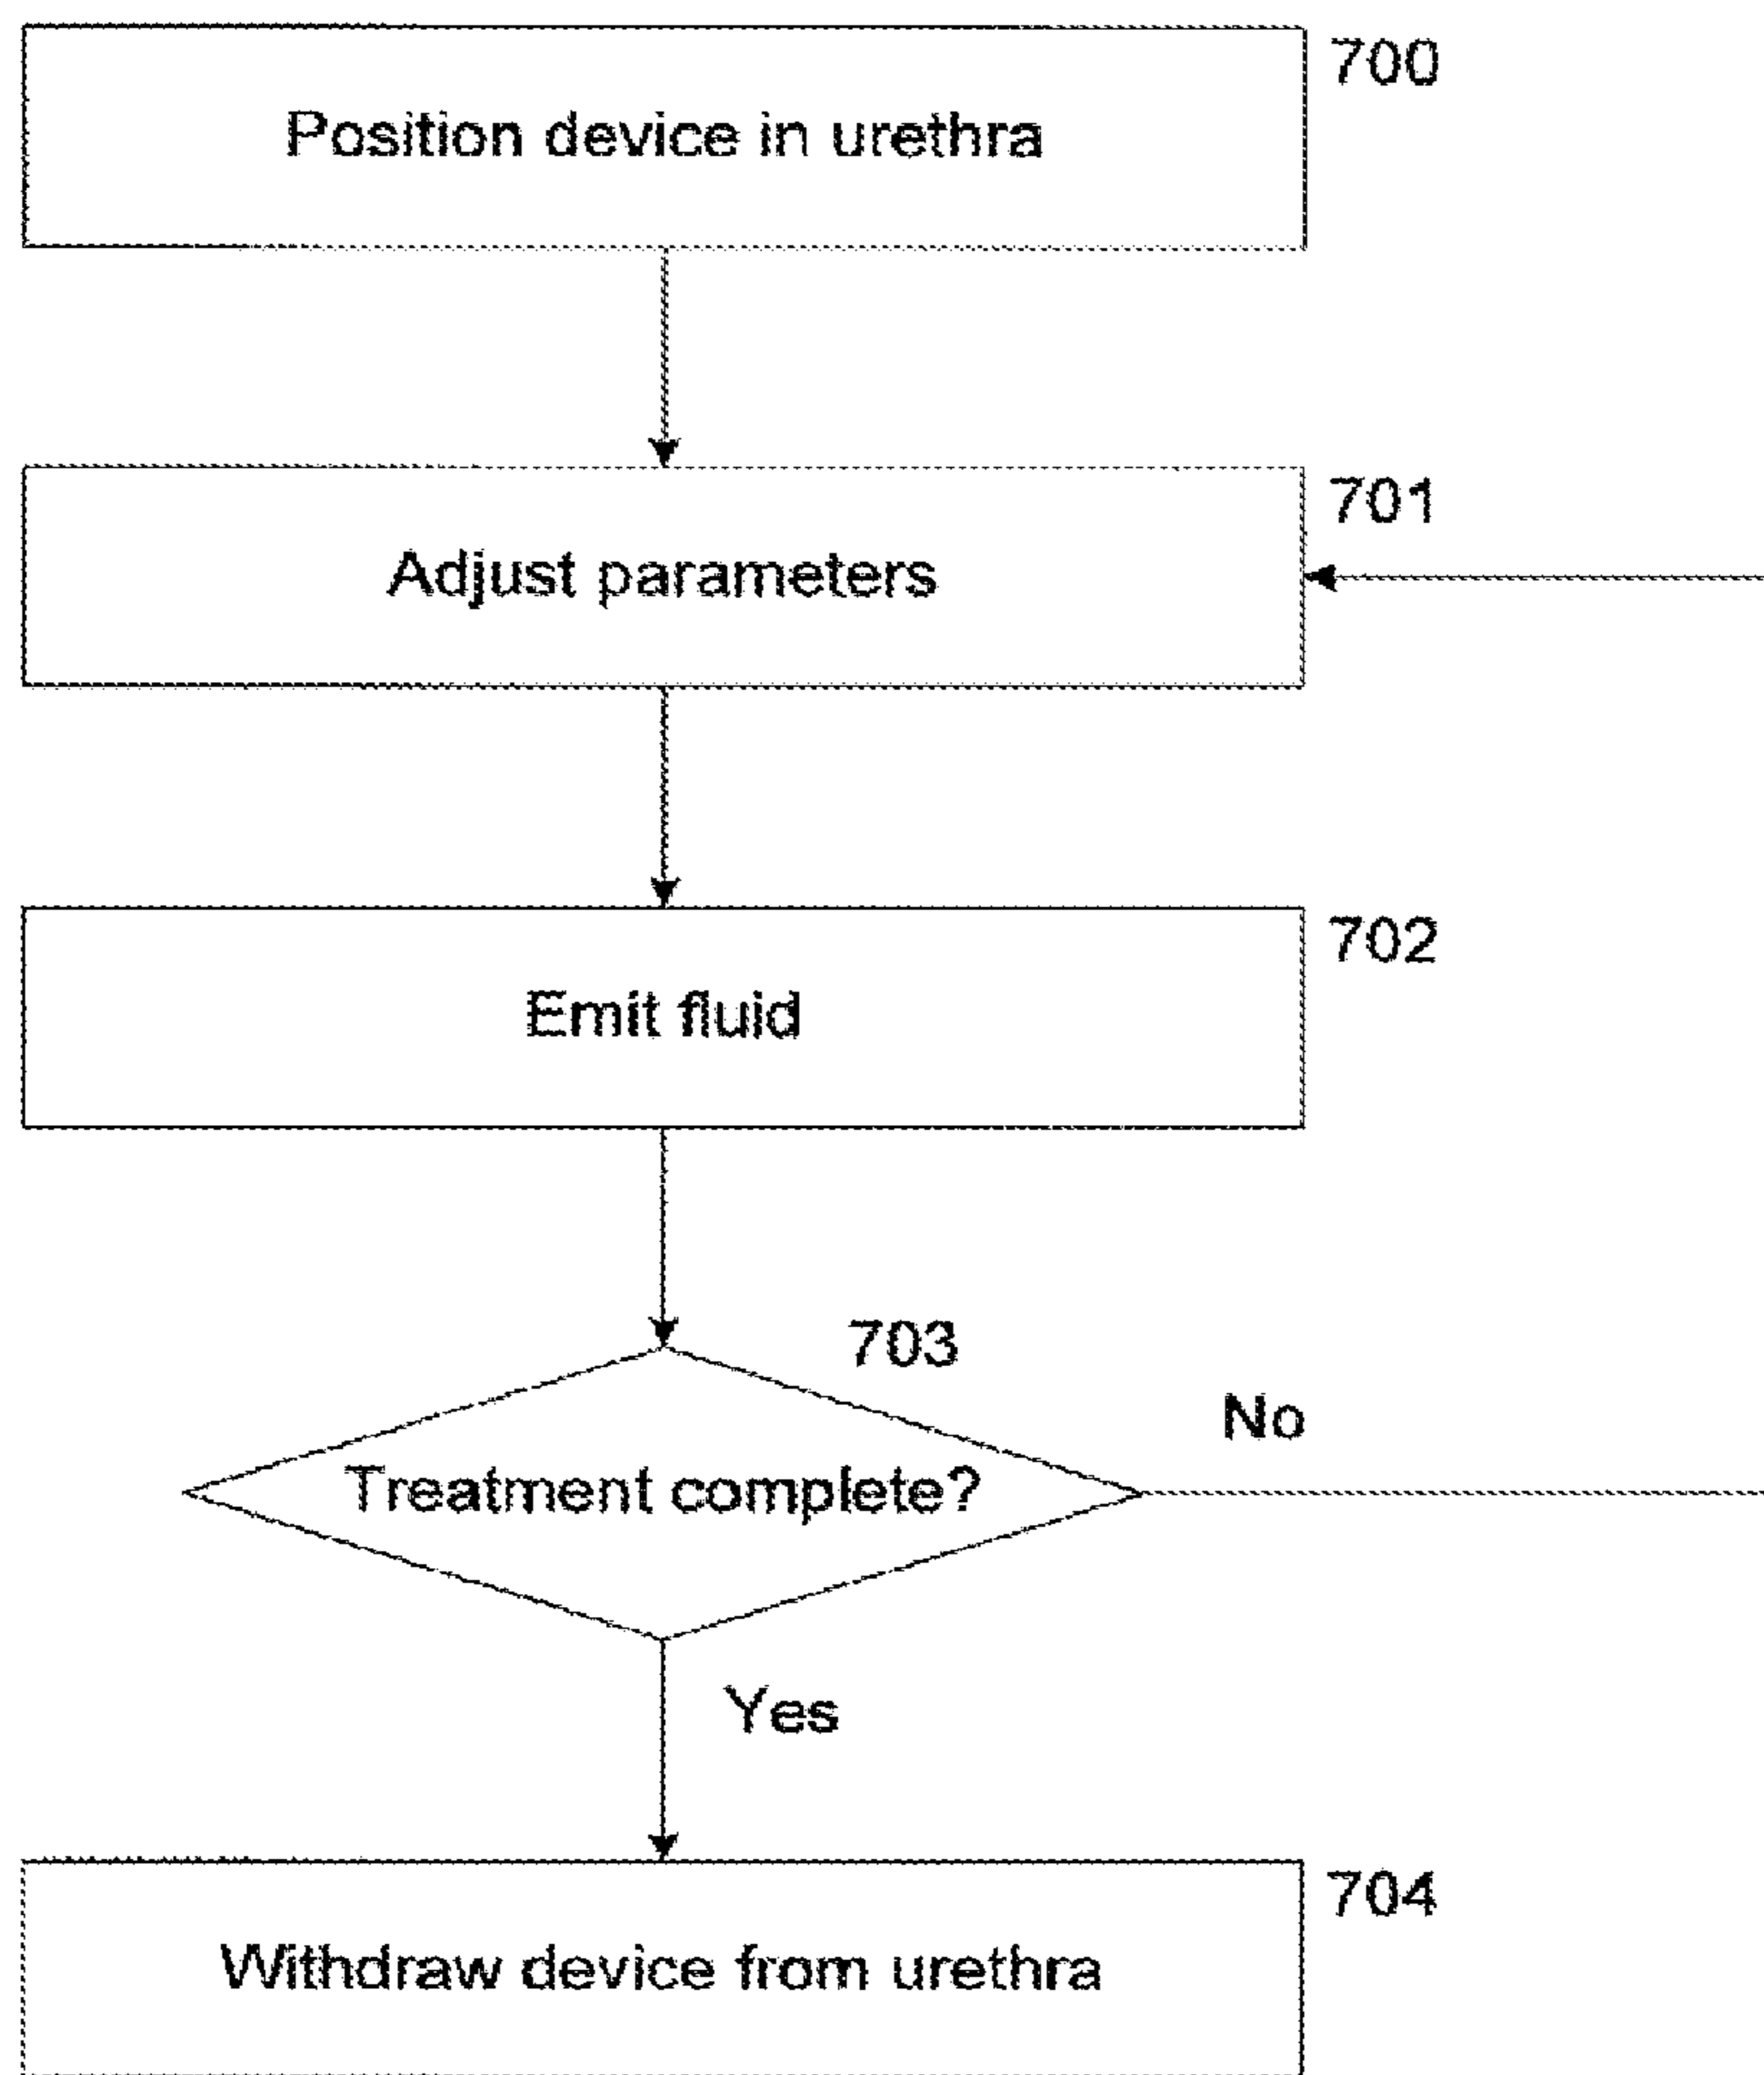 700
Position device in urethra
701
Adjust parameters
702
Emit fluid
703
No
Treatment complete?
Yes
704
Withdraw device from urethra